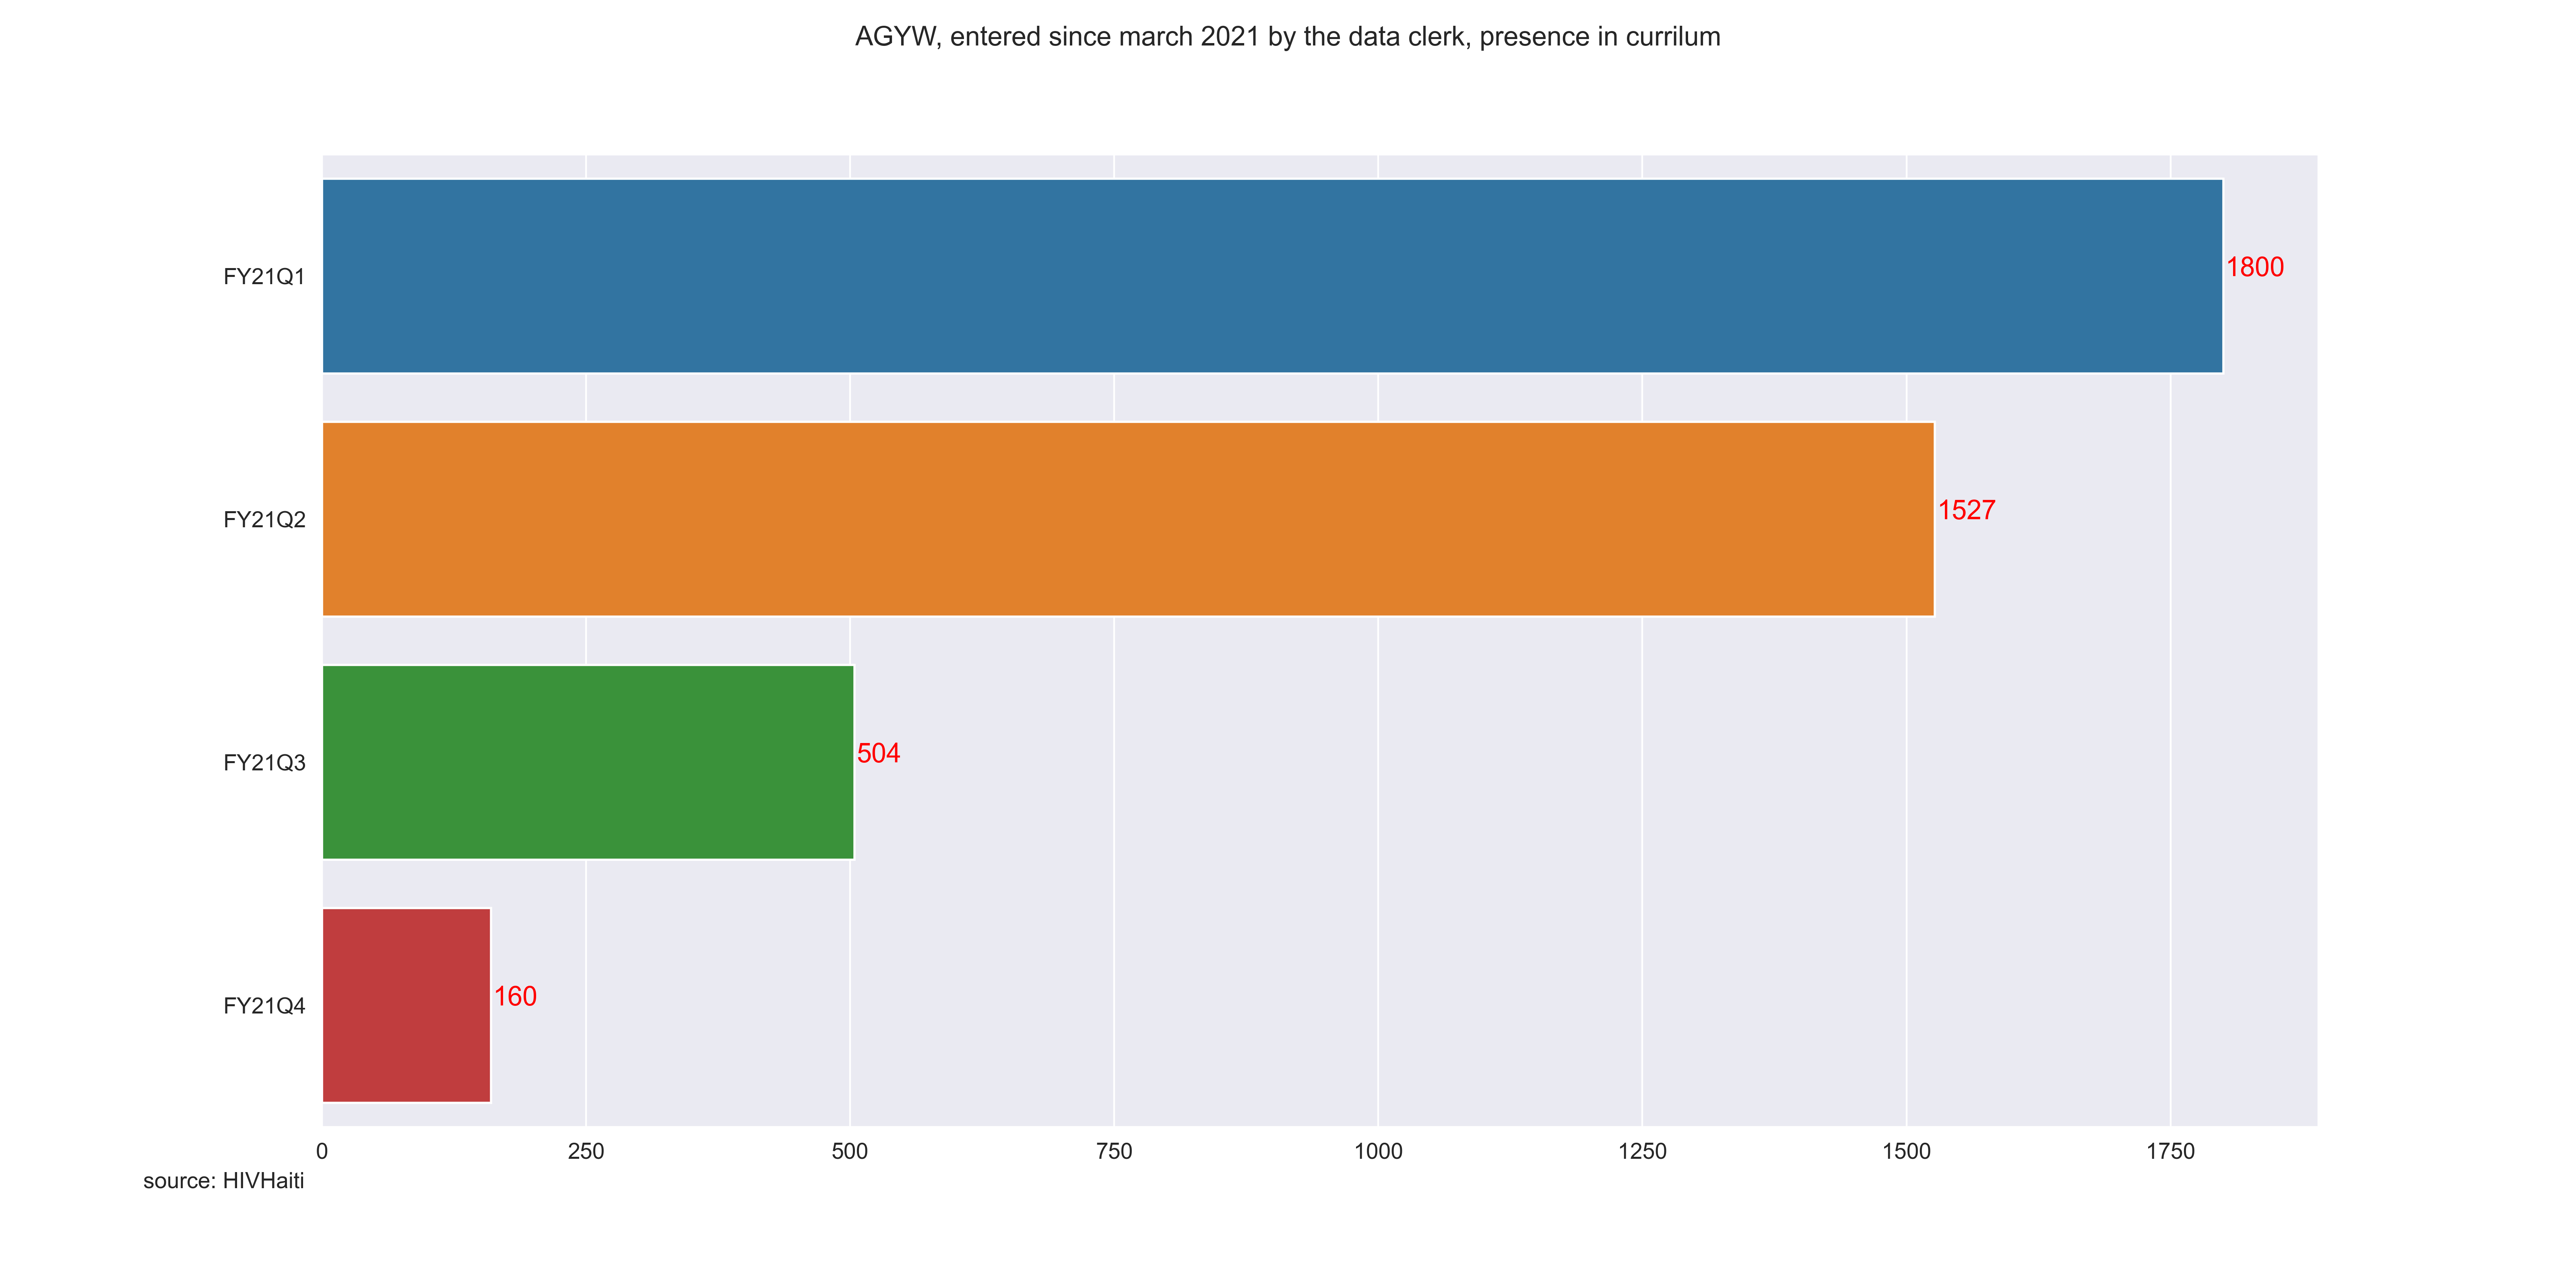 AGYW, entered since march 2021 by the data clerk, presence in currilum
FY21Q1
1800
FY21Q2
1527
FY21Q3
504
FY21Q4
160
0 250 500 750 1000 1250 1500 1750
source: HIVHaiti